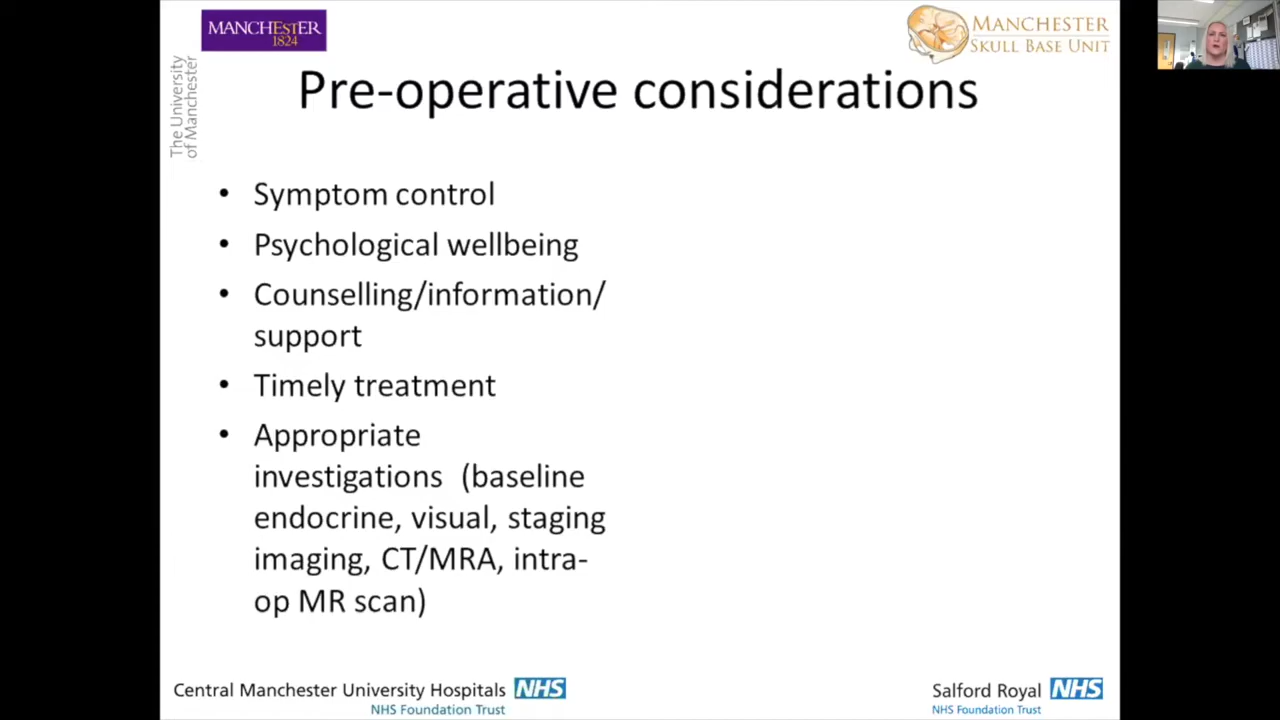 MANCHESTER
1824
The University
of Manchester
MANCHESTER
SKULL BASE UNIT
Pre-operative considerations
• Symptom control
• Psychological wellbeing
• Counselling/information/
support
• Timely treatment
• Appropriate
investigations (baseline
endocrine, visual, staging
imaging, CT/MRA, intra-
op MR scan)
Central Manchester University Hospitals NHS
NHS Foundation Trust
Salford Royal NHS
NHS Foundation Trust